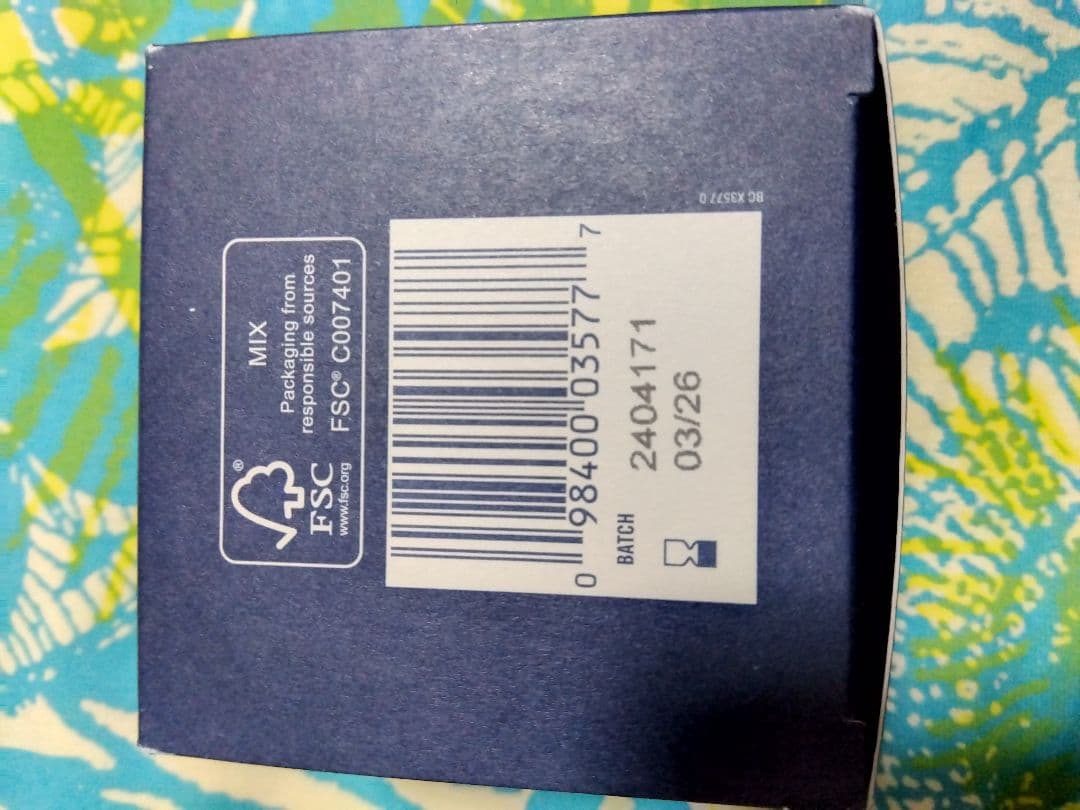 ®
FSC
www.fsc.org
MIX
Packaging from
responsible sources
FSC® C007401
0 98400 03577 7
BATCH 2404171
03/26
BC X3577 0